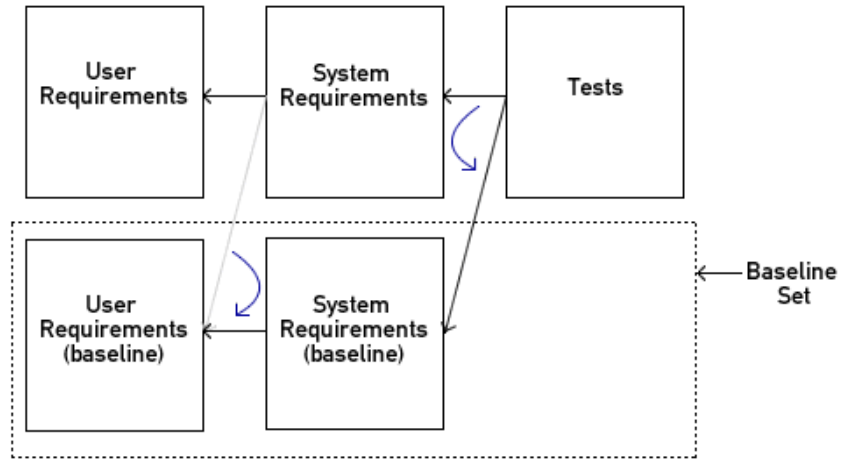 User
Requirements
System
Requirements
Tests
User
Requirements
(baseline)
System
Requirements
(baseline)
Baseline
Set